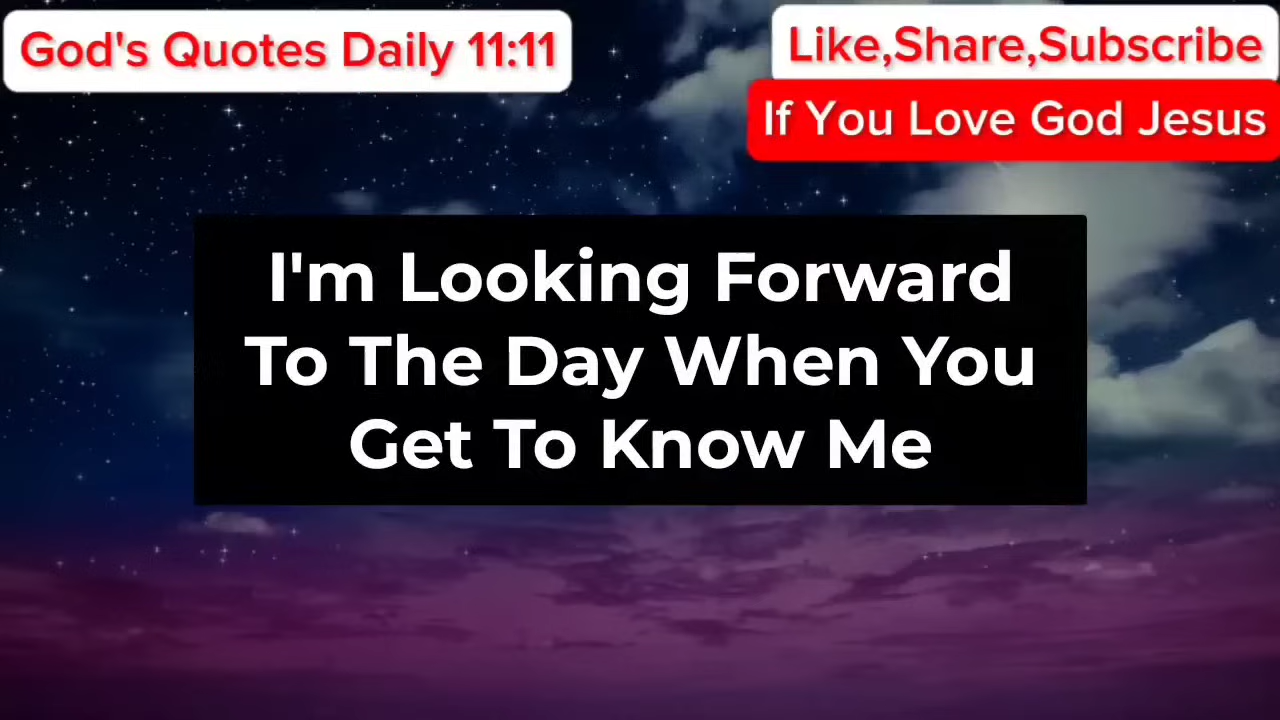 God's Quotes Daily 11:11
Like,Share,Subscribe
If You Love God Jesus
I'm Looking Forward
To The Day When You
Get To Know Me